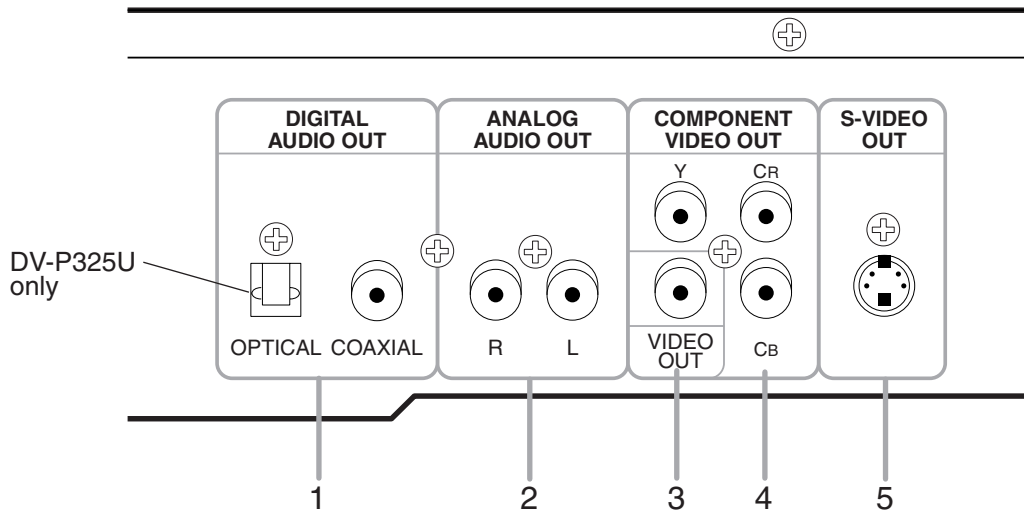 DIGITAL
AUDIO OUT
ANALOG
AUDIO OUT
COMPONENT
VIDEO OUT
S-VIDEO
OUT
Y
CR
DV-P325U
only
OPTICAL
COAXIAL
R
L
VIDEO
OUT
CB
1
2
3
4
5